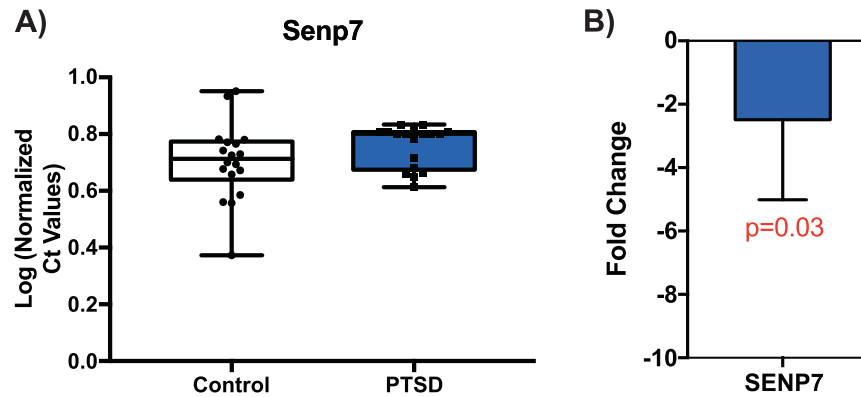 A)
Senp7
Log (Normalized
Ct Values)
1.0
0.8
0.6
0.4
0.2
0.0
Control
PTSD
B)
Fold Change
0
-2
-4
-6
-8
-10
p=0.03
SENP7